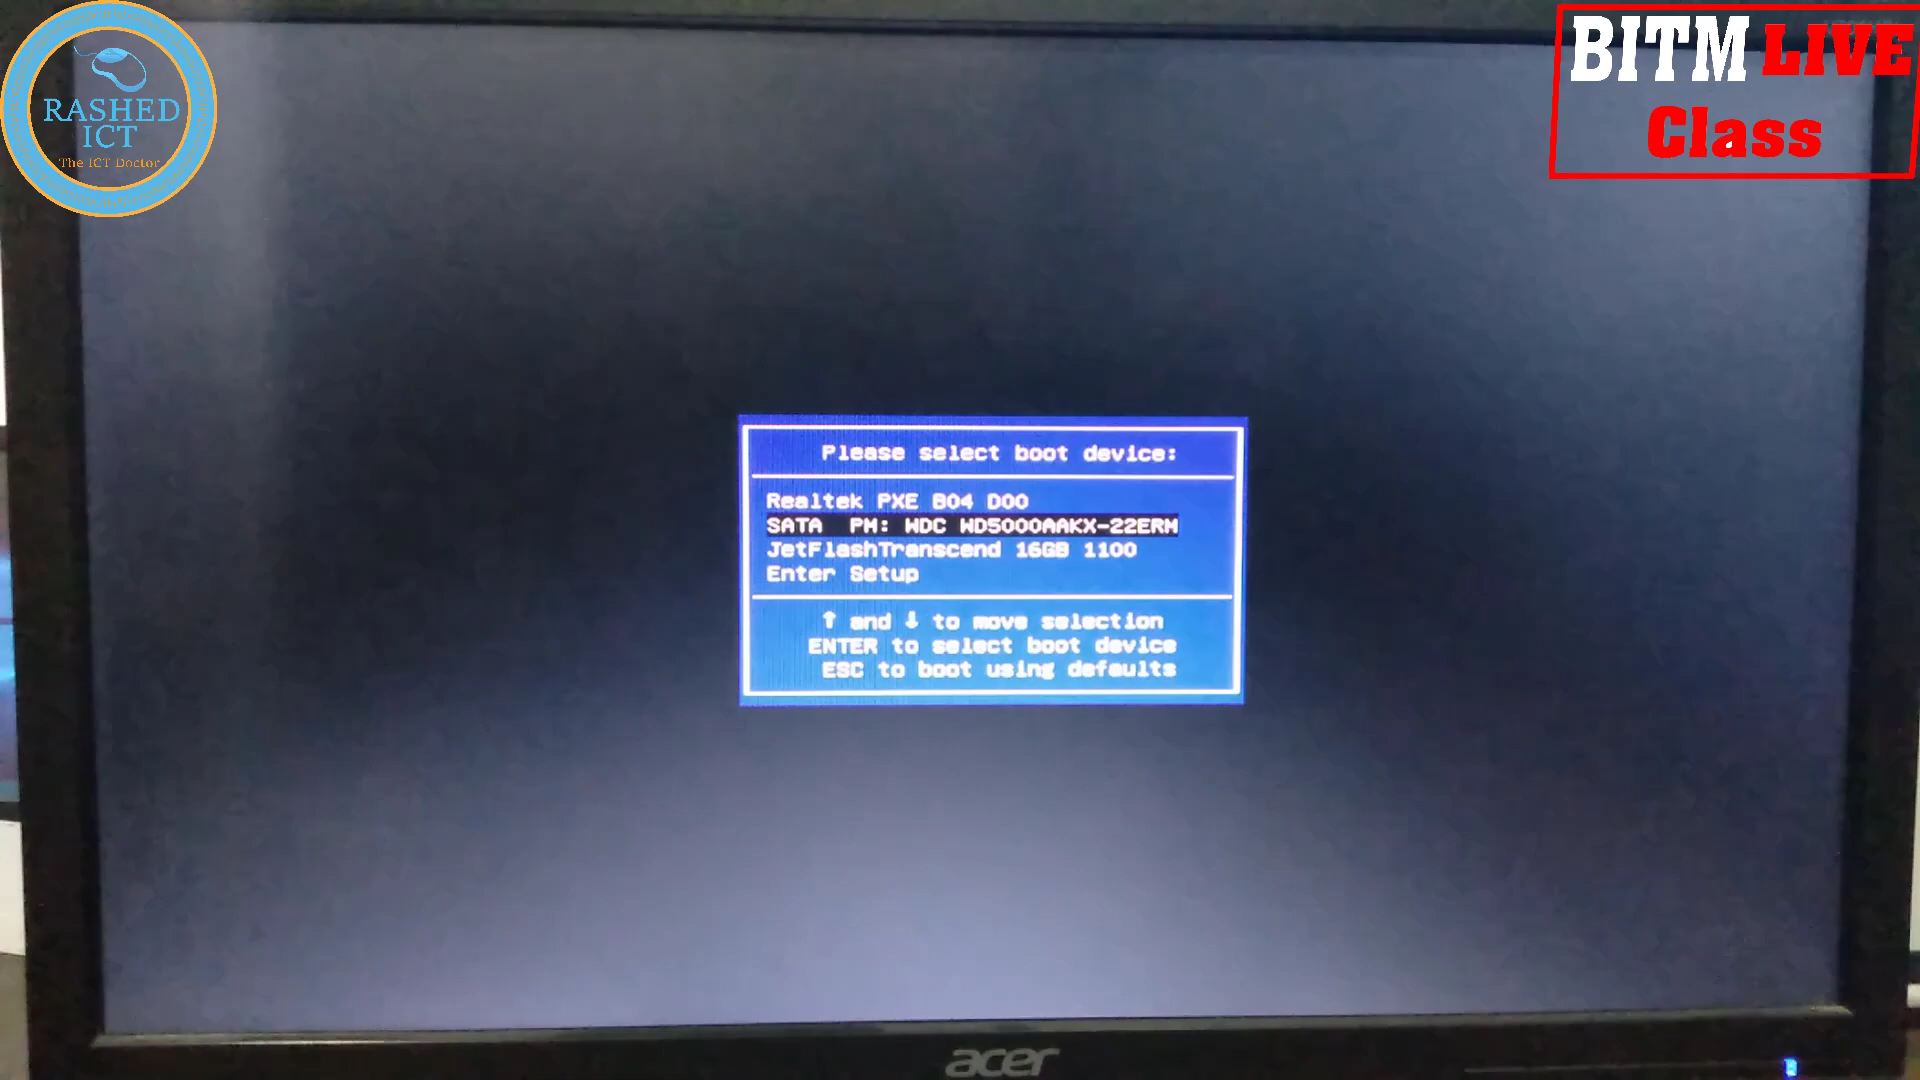 RASHED
ICT
The ICT Doctor
BITM LIVE
Class
Please select boot device:
Realtek PXE B04 D00
SATA PM: WDC WD5000AAKX-22ERM
JetFlashTranscend 16GB 1100
Enter Setup
↑ and ↓ to move selection
ENTER to select boot device
ESC to boot using defaults
acer